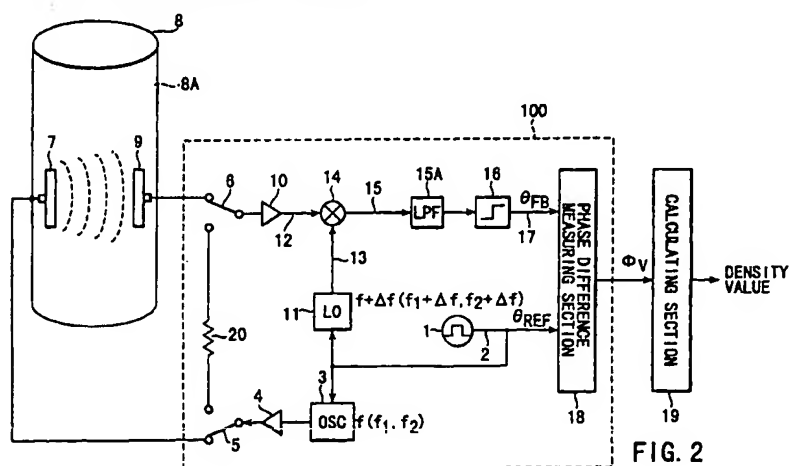 8
8A
100
7
9
6
10
12
14
15
15A
LPF
16
θFB
17
PHASE DIFFERENCE MEASURING SECTION
ΦV
CALCULATING SECTION
DENSITY VALUE
13
11
LO
f+Δf(f1+Δf, f2+Δf)
1
2
θREF
20
3
4
5
OSC
f(f1, f2)
18
19
FIG. 2